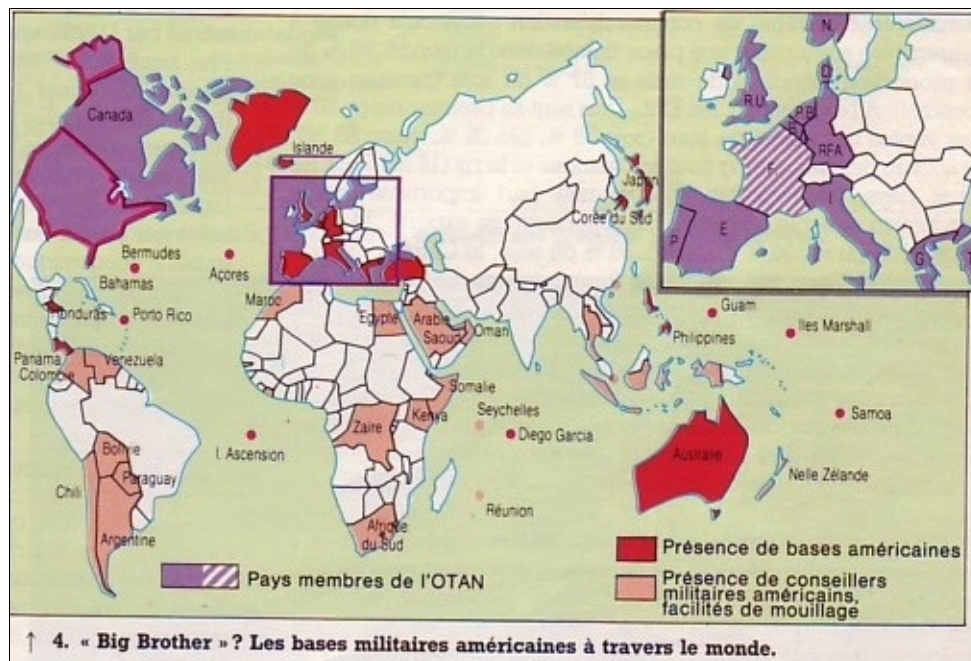 Canada
Islande
Bermudes
Bahamas
Açores
Honduras
Porto Rico
Panama
Colombie
Venezuela
Bolivie
Paraguay
Chili
Argentine
I. Ascension
Maroc
Egypte
Arabie
Saoud.
Oman
Somalie
Kenya
Zaire
Seychelles
Diego Garcia
Réunion
Afrique
du Sud
Japon
Corée du Sud
Guam
Philippines
Iles Marshall
Samoa
Australie
Nelle Zélande
N.
D
R.U
P.B
B
RFA
F
I
P
E
G
T
Pays membres de l'OTAN
Présence de bases américaines
Présence de conseillers
militaires américains,
facilités de mouillage
↑ 4. « Big Brother » ? Les bases militaires américaines à travers le monde.